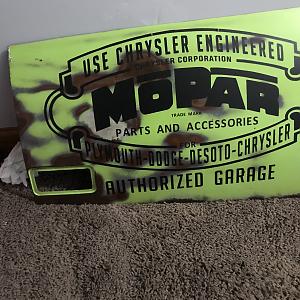 USE CHRYSLER ENGINEERED
CHRYSLER CORPORATION
MOPAR
TRADE MARK
PARTS AND ACCESSORIES
FOR
PLYMOUTH-DODGE-DESOTO-CHRYSLER
AUTHORIZED GARAGE